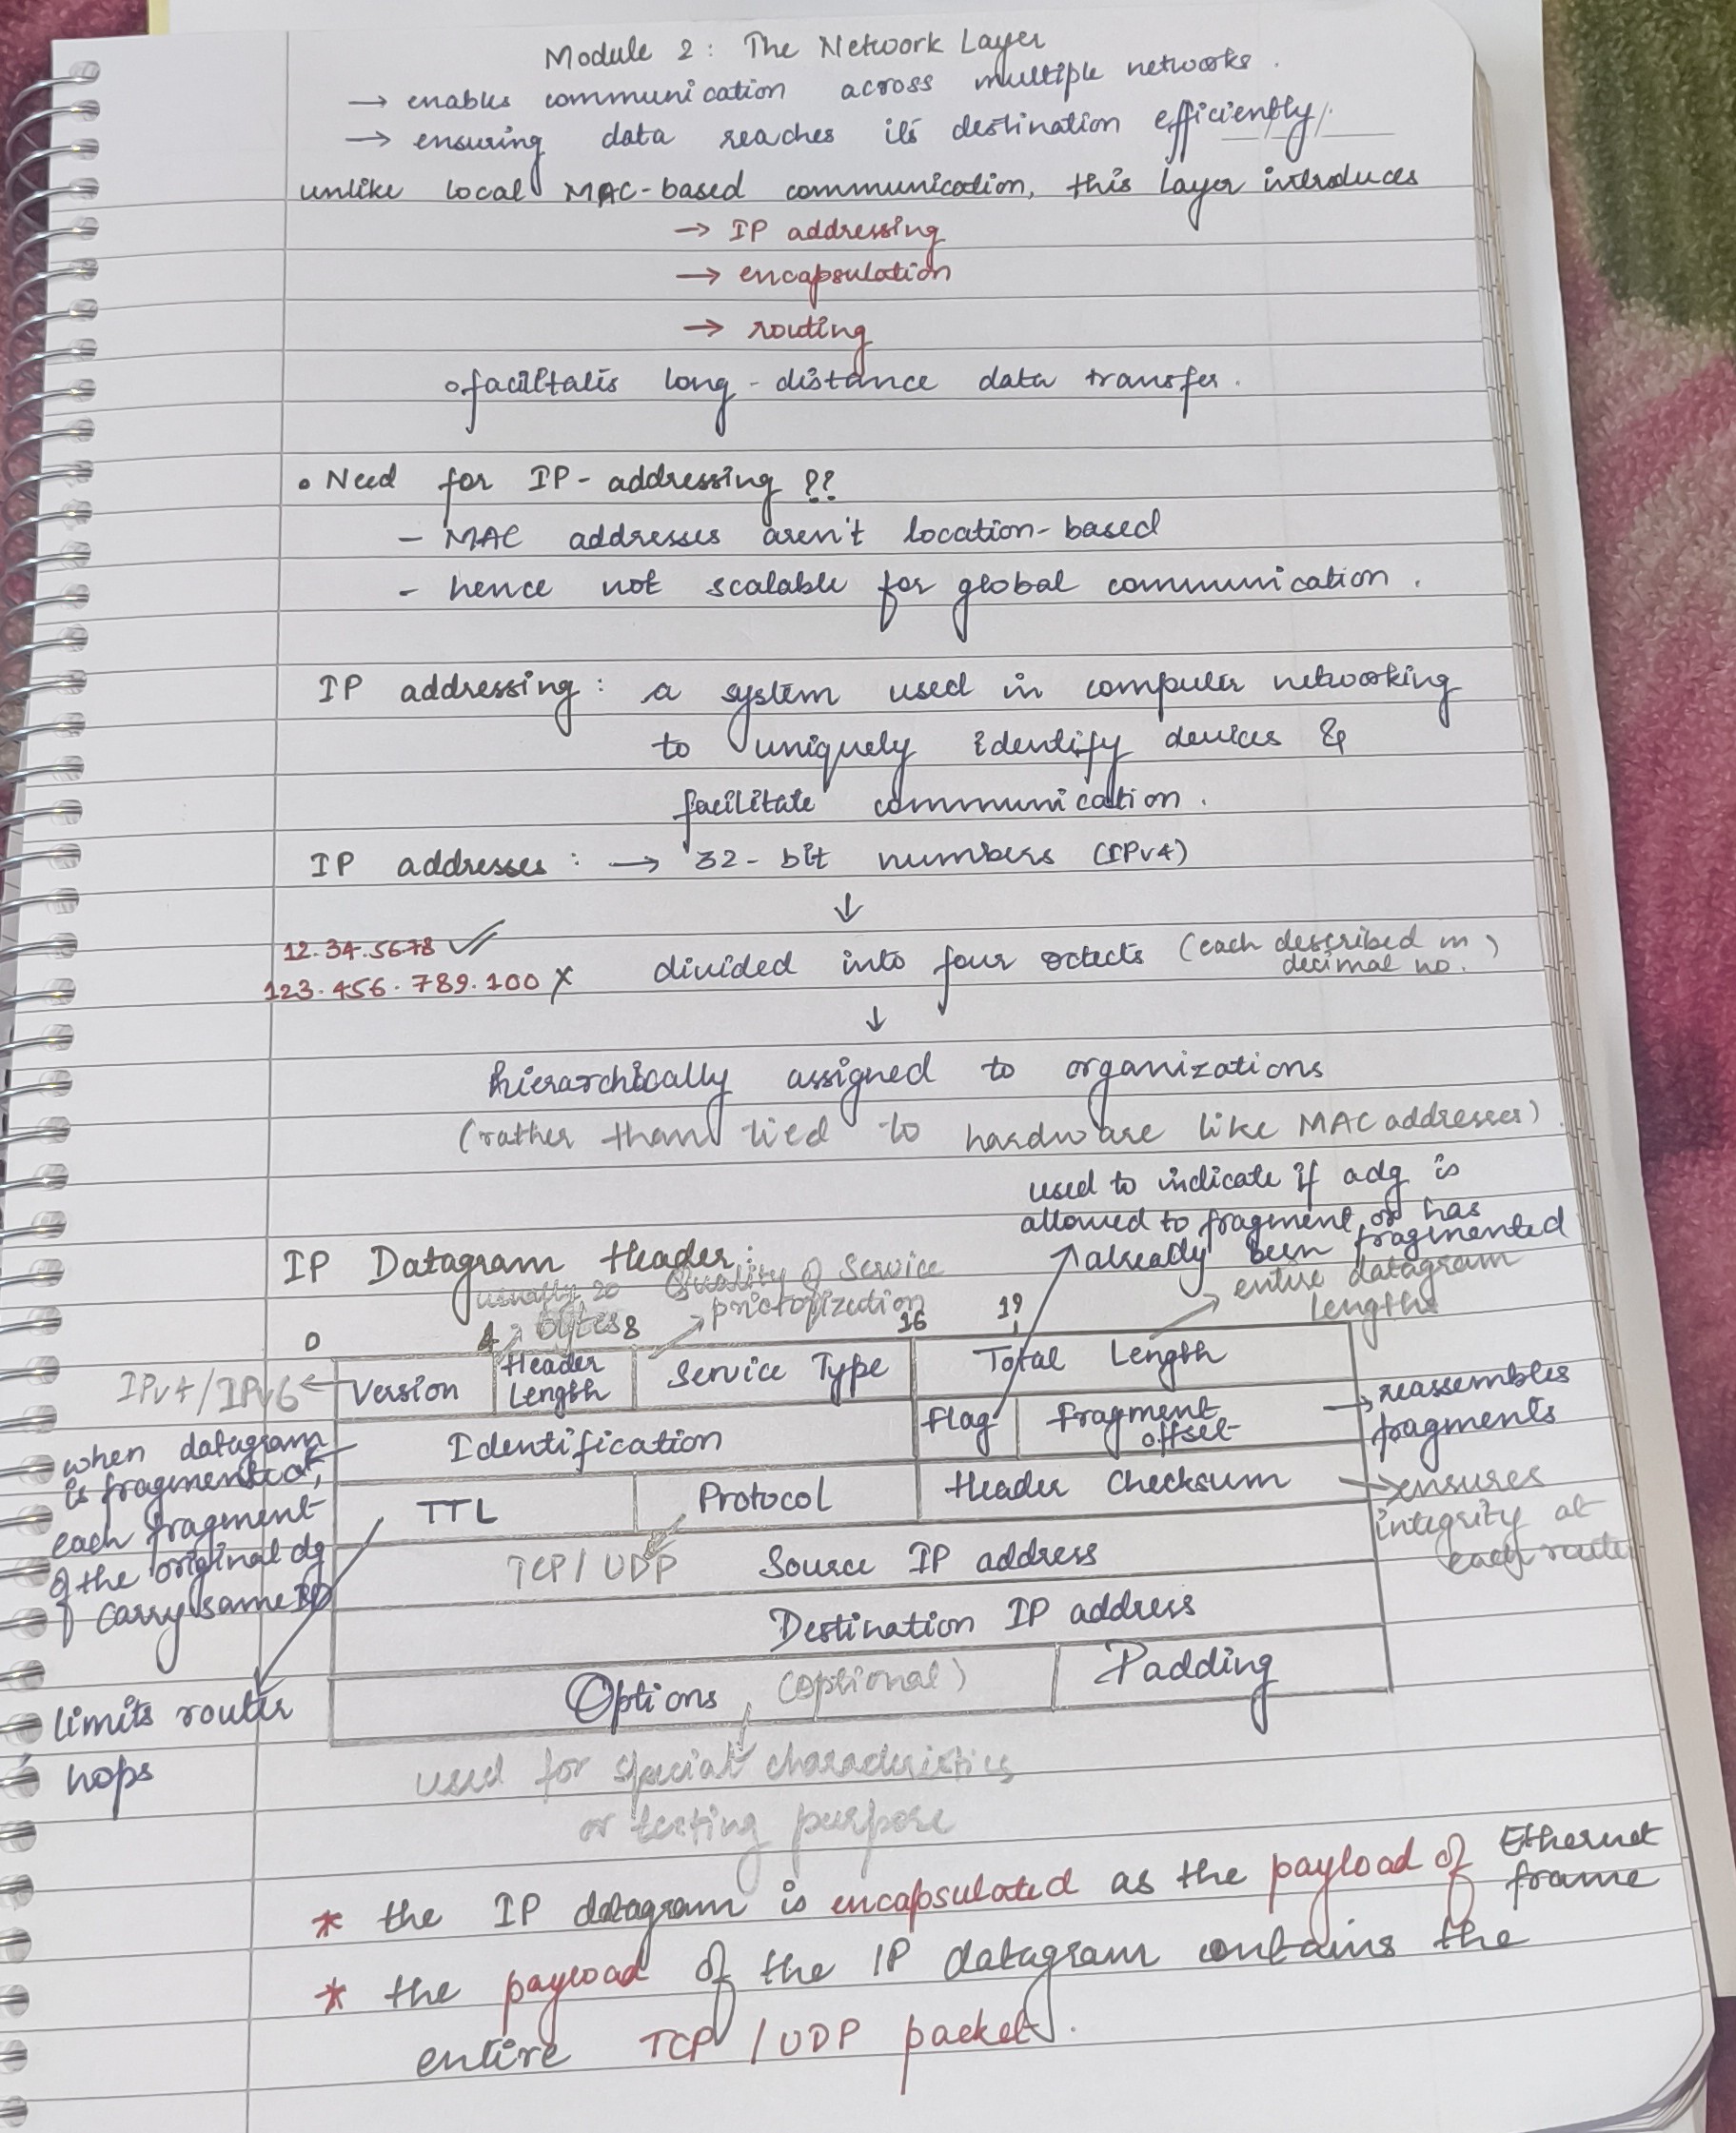 Module 2: The Network Layer
→ enables communication across multiple networks.
→ ensuring data reaches its destination efficiently.
unlike local MAC-based communication, this layer introduces
→ IP addressing
→ encapsulation
→ routing
facilitates long-distance data transfer.
• Need for IP-addressing ??
- MAC addresses aren't location-based
- hence not scalable for global communication.
IP addressing: a system used in computer networking
to uniquely identify devices &
facilitate communication.
IP addresses: → 32-bit numbers (IPv4)
↓
12.34.56.78 ✓
123.456.789.100 X
divided into four octects (each described in
decimal no.)
↓
hierarchically assigned to organizations
(rather than tied to hardware like MAC addresses).
used to indicate if a dg is
allowed to fragment, or has
already been fragmented
IP Datagram Header:
usually 20
bytes
Quality of Service
prioritization
entire datagram
lengths
0 4 8 16 19
IPv4/IPv6 ← Version
Header
Length
Service Type
Total Length
Identification
Flag
Fragment
offset
→ reassembles
fragments
when datagram
is fragmented,
each fragment
of the original dg
carry same ID
TTL
Protocol
Header Checksum
→ ensures
integrity at
each router
TCP/UDP
Source IP address
Destination IP address
Options (optional)
Padding
limits router
hops
used for special characteristics
or testing purpose
* the IP datagram is encapsulated as the payload of Ethernet
frame
* the payload of the IP datagram contains the
entire TCP/UDP packet.